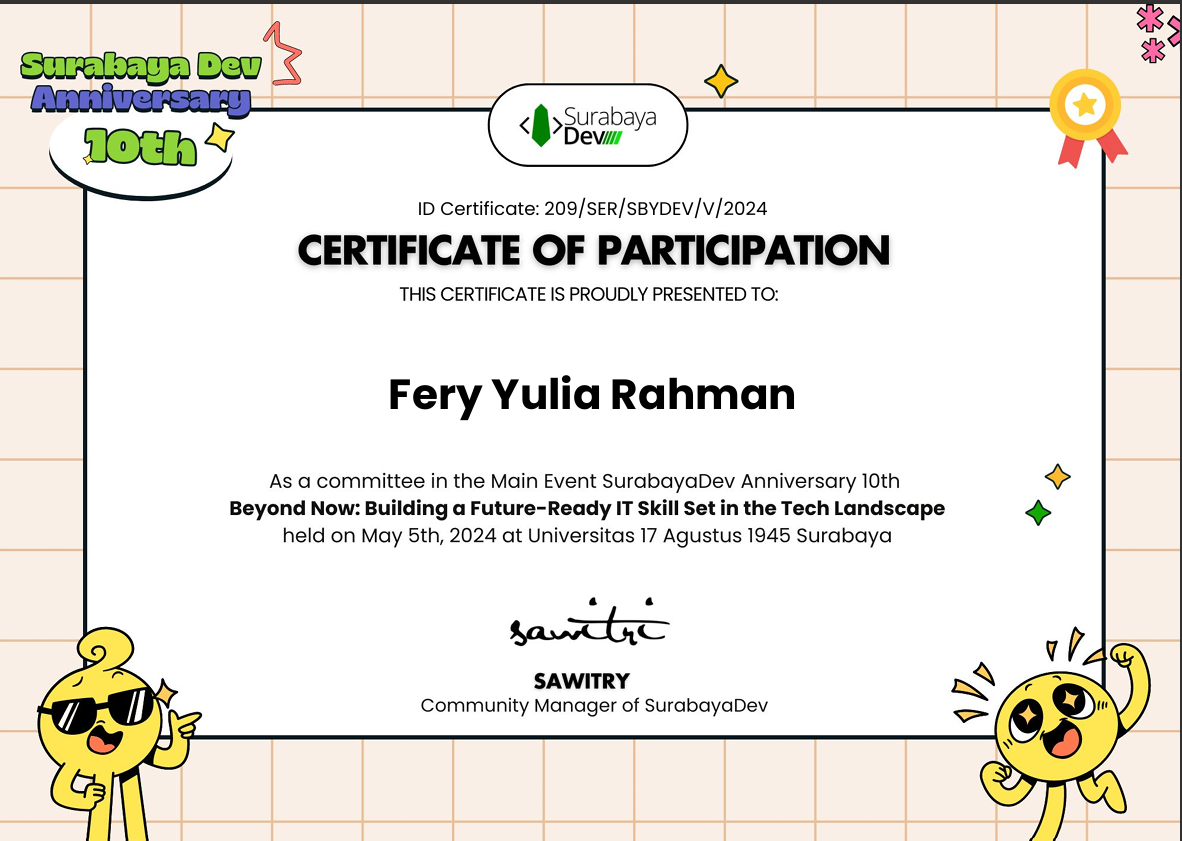 Surabaya Dev
Anniversary
10th
Surabaya
Dev
ID Certificate: 209/SER/SBYDEV/V/2024
CERTIFICATE OF PARTICIPATION
THIS CERTIFICATE IS PROUDLY PRESENTED TO:
Fery Yulia Rahman
As a committee in the Main Event SurabayaDev Anniversary 10th
Beyond Now: Building a Future-Ready IT Skill Set in the Tech Landscape
held on May 5th, 2024 at Universitas 17 Agustus 1945 Surabaya
sawitri
SAWITRY
Community Manager of SurabayaDev